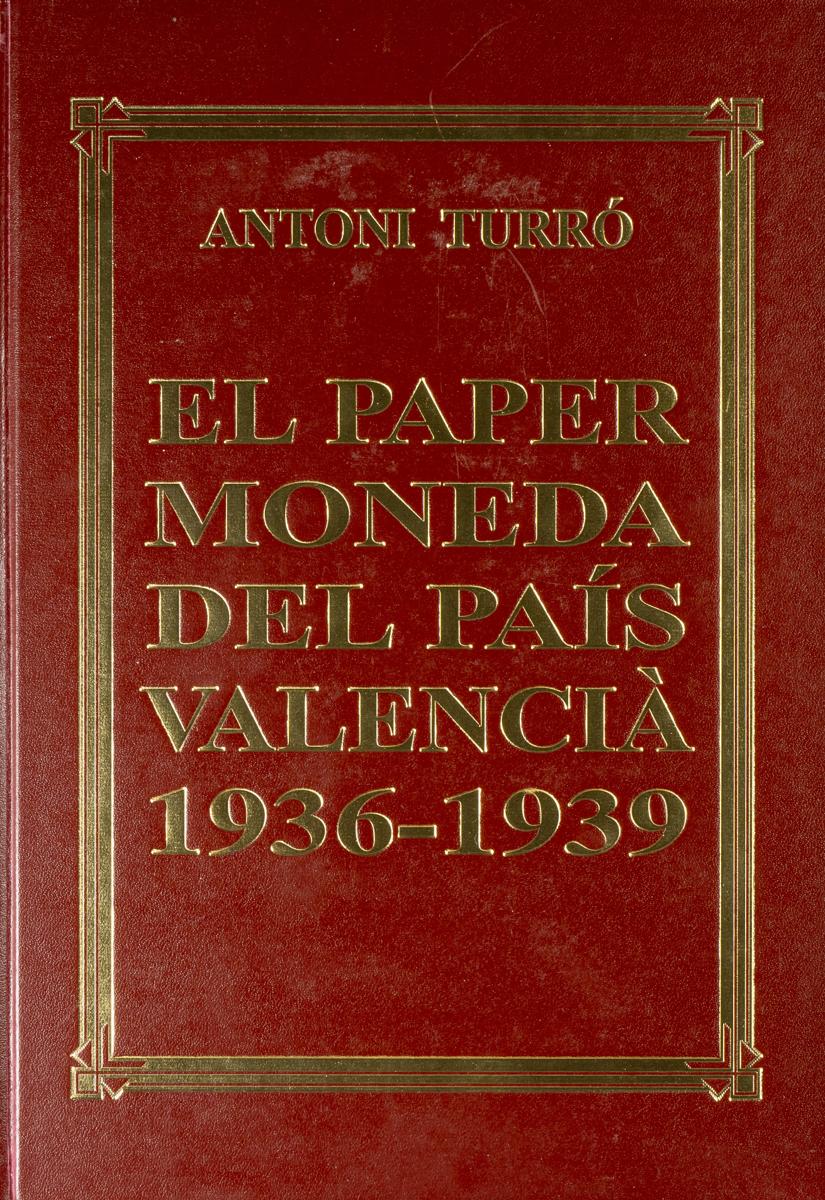 ANTONI TURRÓ
EL PAPER
MONEDA
DEL PAÍS
VALENCIÀ
1936-1939